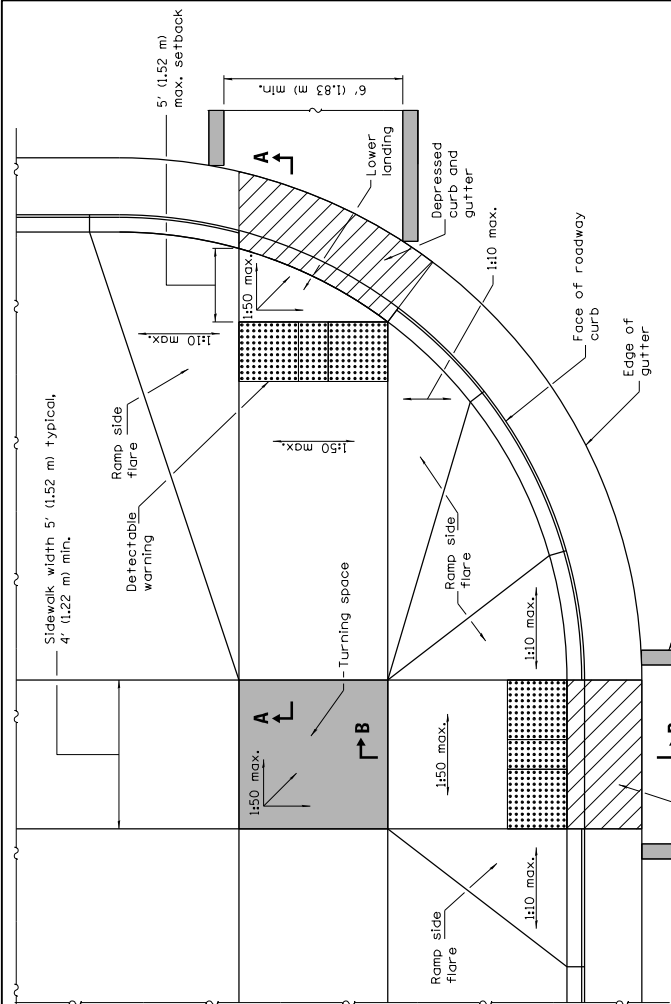 5' (1.52 m)
max. setback
6' (1.83 m) min.
A
Lower
landing
Depressed
curb and
gutter
1:50 max.
1:10 max.
1:10 max.
Sidewalk width 5' (1.52 m) typical,
4' (1.22 m) min.
Ramp side
flare
Detectable
warning
1:50 max.
Face of roadway
curb
Edge of
gutter
Ramp side
flare
Turning space
A
B
1:50 max.
1:50 max.
1:10 max.
Ramp side
flare
1:10 max.